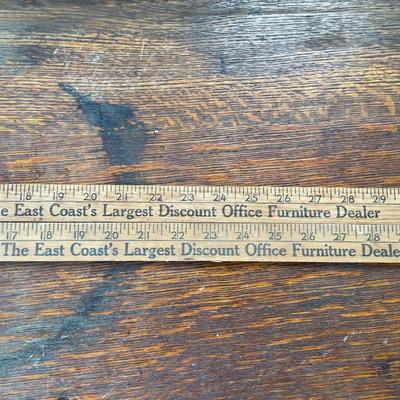 18 19 20 21 22 23 24 25 26 27 28 29
e East Coast's Largest Discount Office Furniture Dealer
17 18 19 20 21 22 23 24 25 26 27 28
The East Coast's Largest Discount Office Furniture Deale